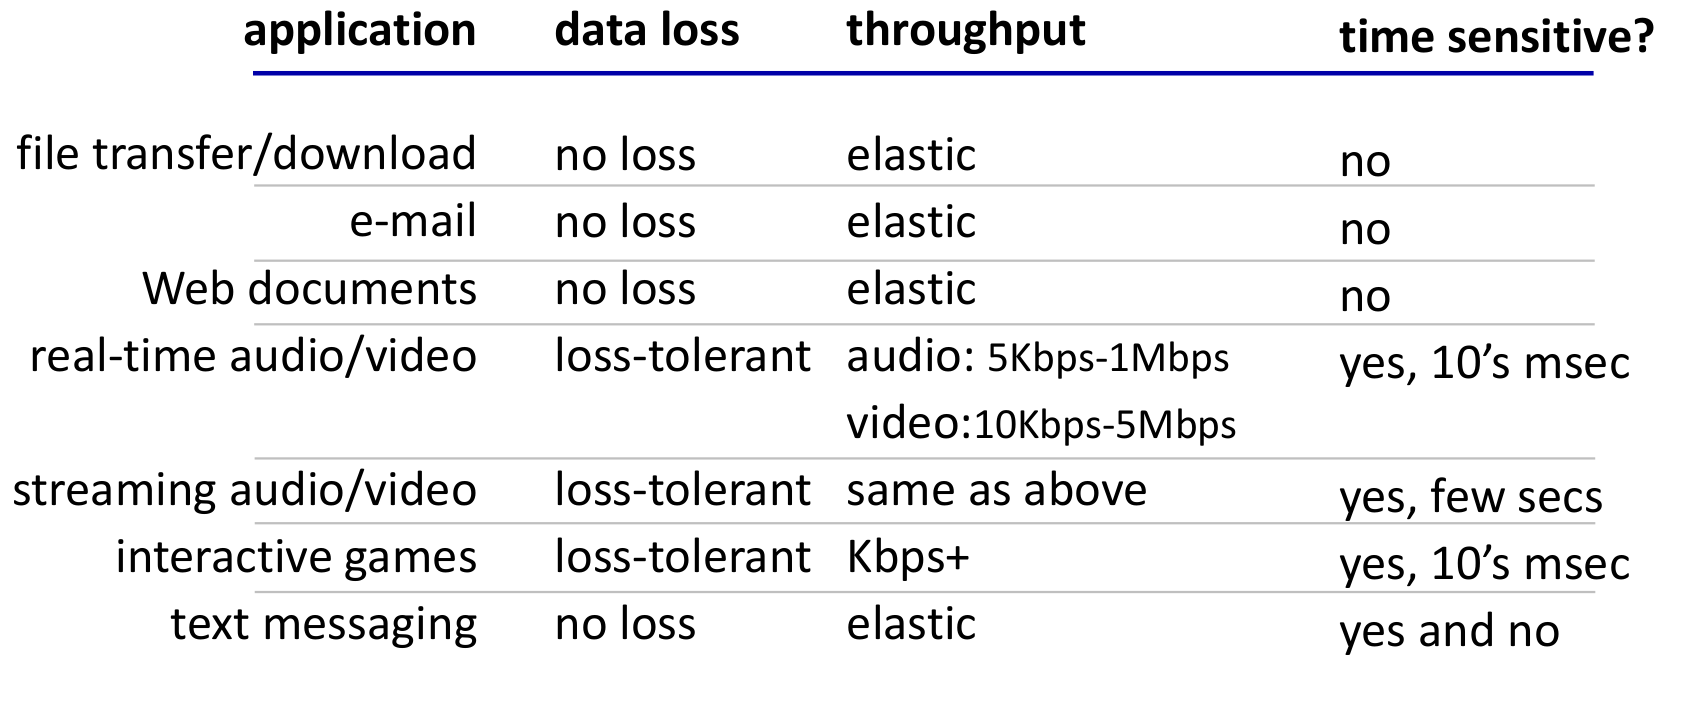 application data loss throughput time sensitive?
file transfer/download no loss elastic no
e-mail no loss elastic no
Web documents no loss elastic no
real-time audio/video loss-tolerant audio: 5Kbps-1Mbps yes, 10’s msec
video:10Kbps-5Mbps
streaming audio/video loss-tolerant same as above yes, few secs
interactive games loss-tolerant Kbps+ yes, 10’s msec
text messaging no loss elastic yes and no